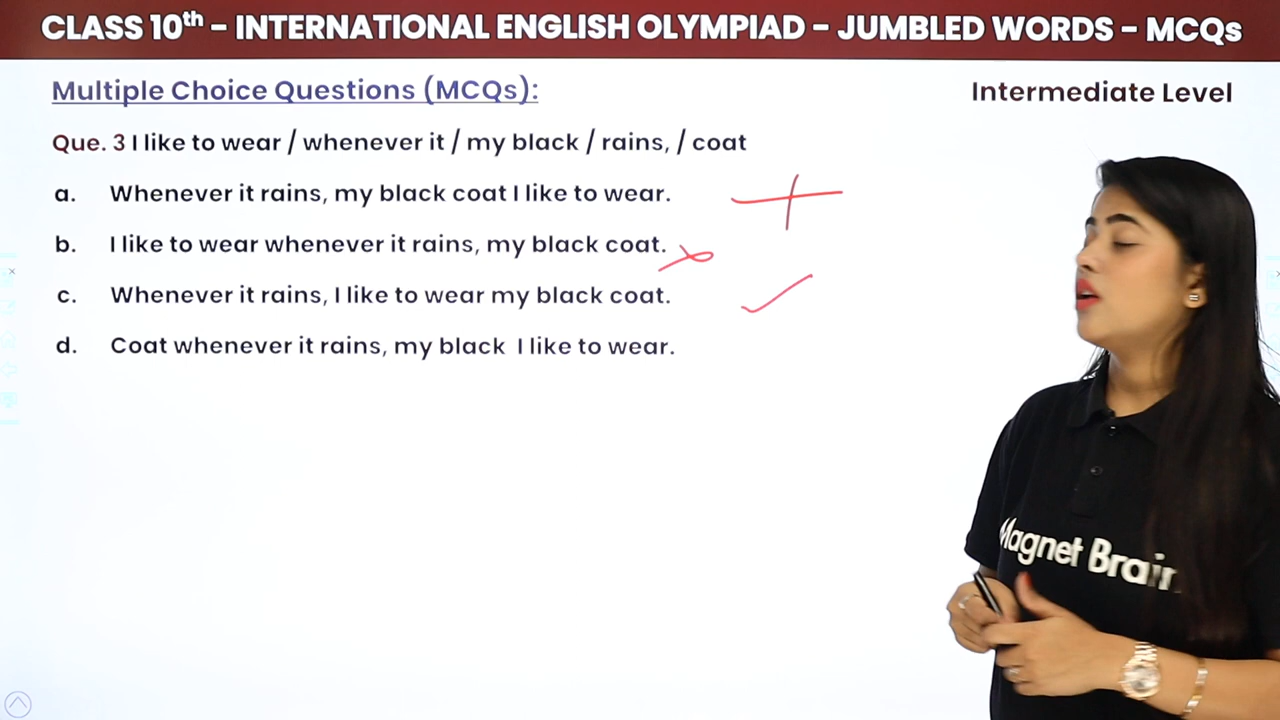 CLASS 10th – INTERNATIONAL ENGLISH OLYMPIAD – JUMBLED WORDS – MCQs
Multiple Choice Questions (MCQs):
Intermediate Level
Que. 3 I like to wear / whenever it / my black / rains, / coat
a. Whenever it rains, my black coat I like to wear.
b. I like to wear whenever it rains, my black coat.
c. Whenever it rains, I like to wear my black coat.
d. Coat whenever it rains, my black I like to wear.
Magnet Brain